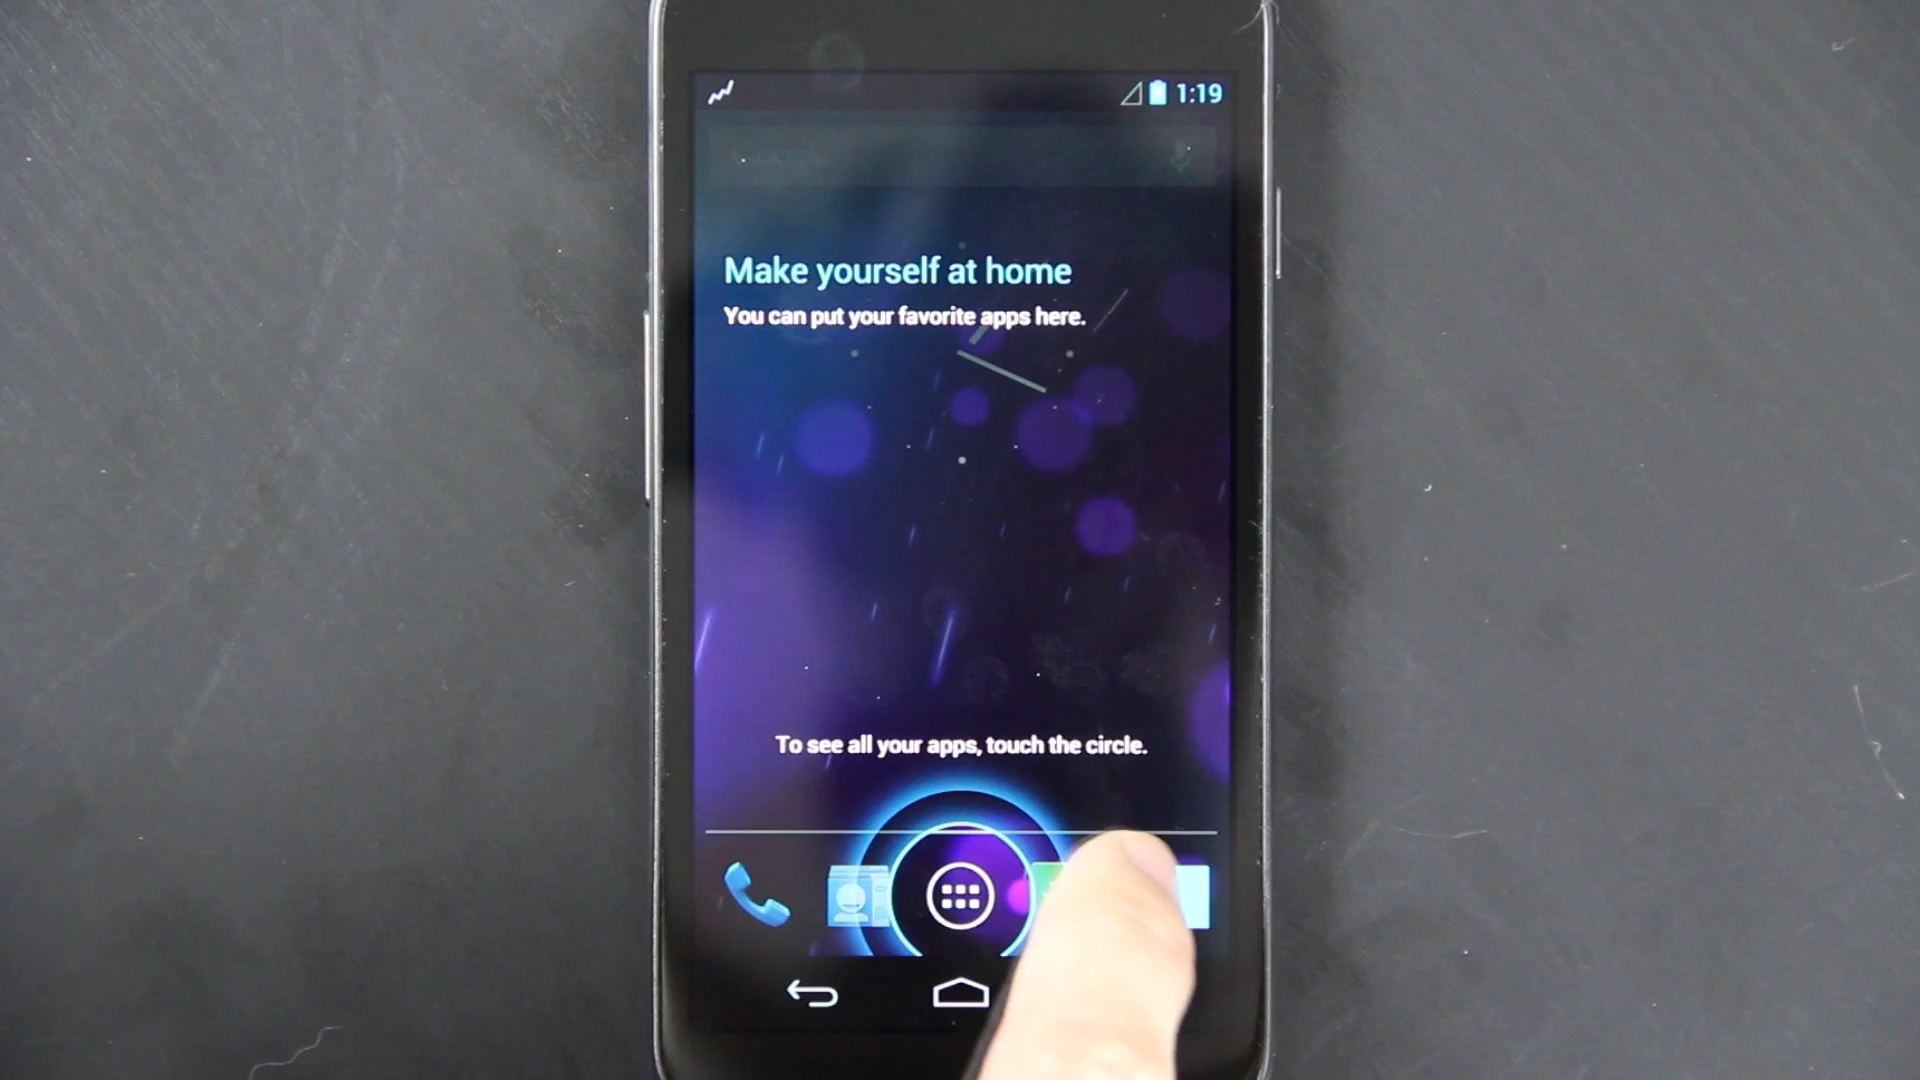 1:19
Make yourself at home
You can put your favorite apps here.
To see all your apps, touch the circle.